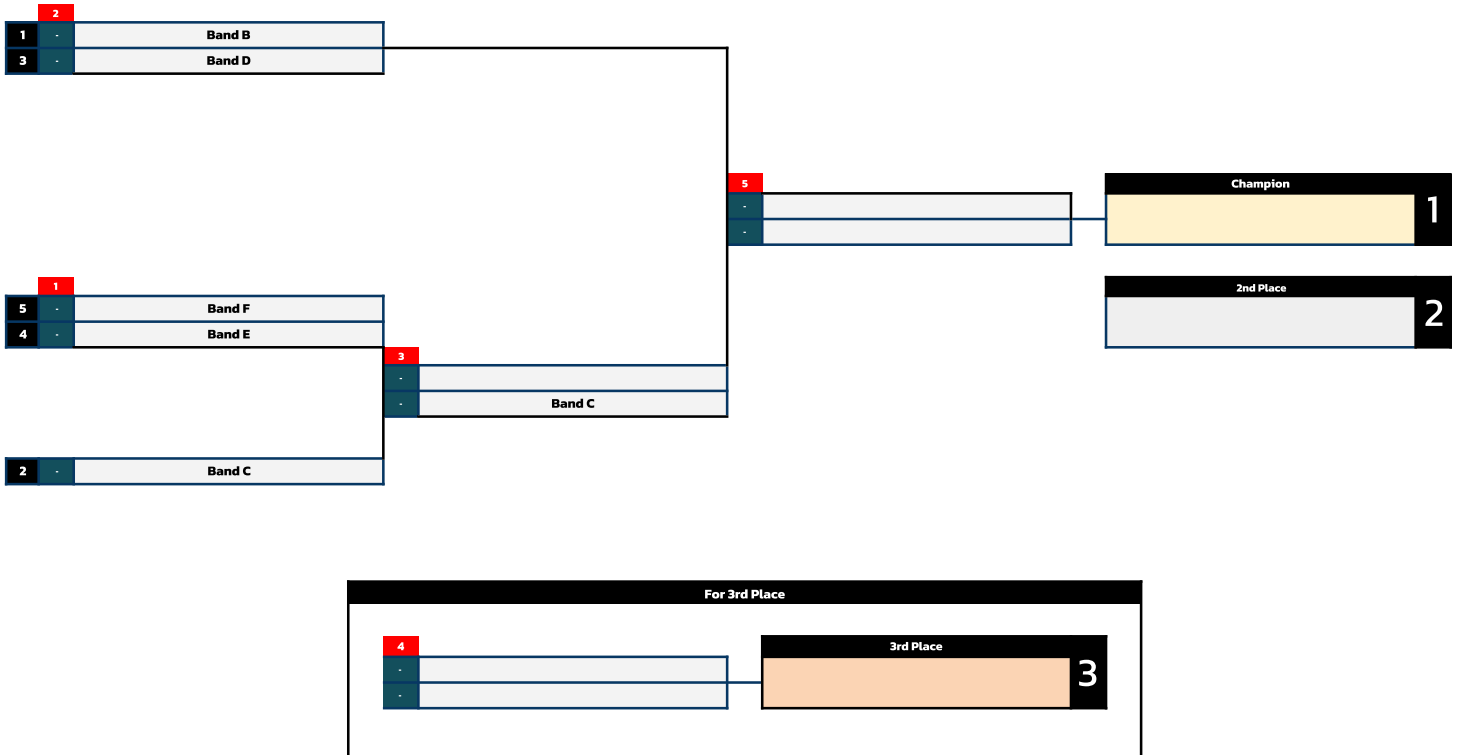 2
1 - Band B
3 - Band D
5
-
-
Champion
1
2nd Place
2
1
5 - Band F
4 - Band E
3
-
- Band C
2 - Band C
For 3rd Place
4
-
-
3rd Place
3